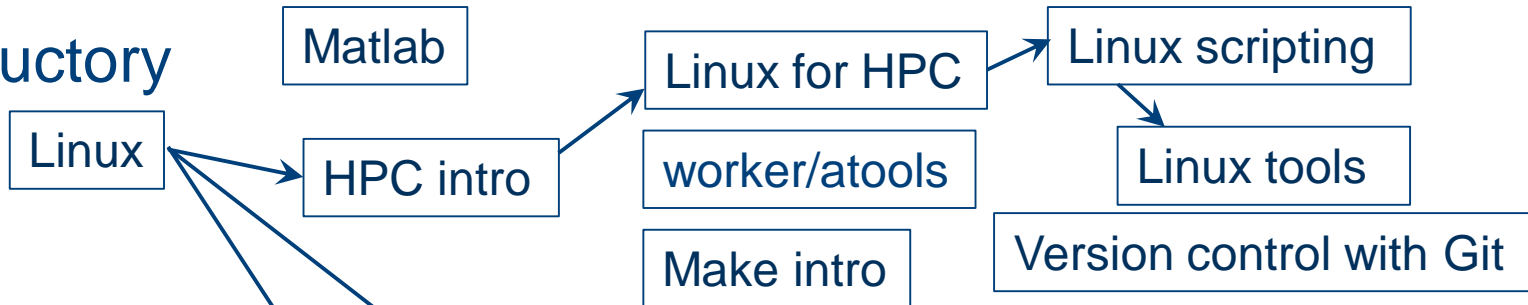 uctory
Matlab
Linux for HPC
Linux scripting
Linux
HPC intro
worker/atools
Linux tools
Make intro
Version control with Git